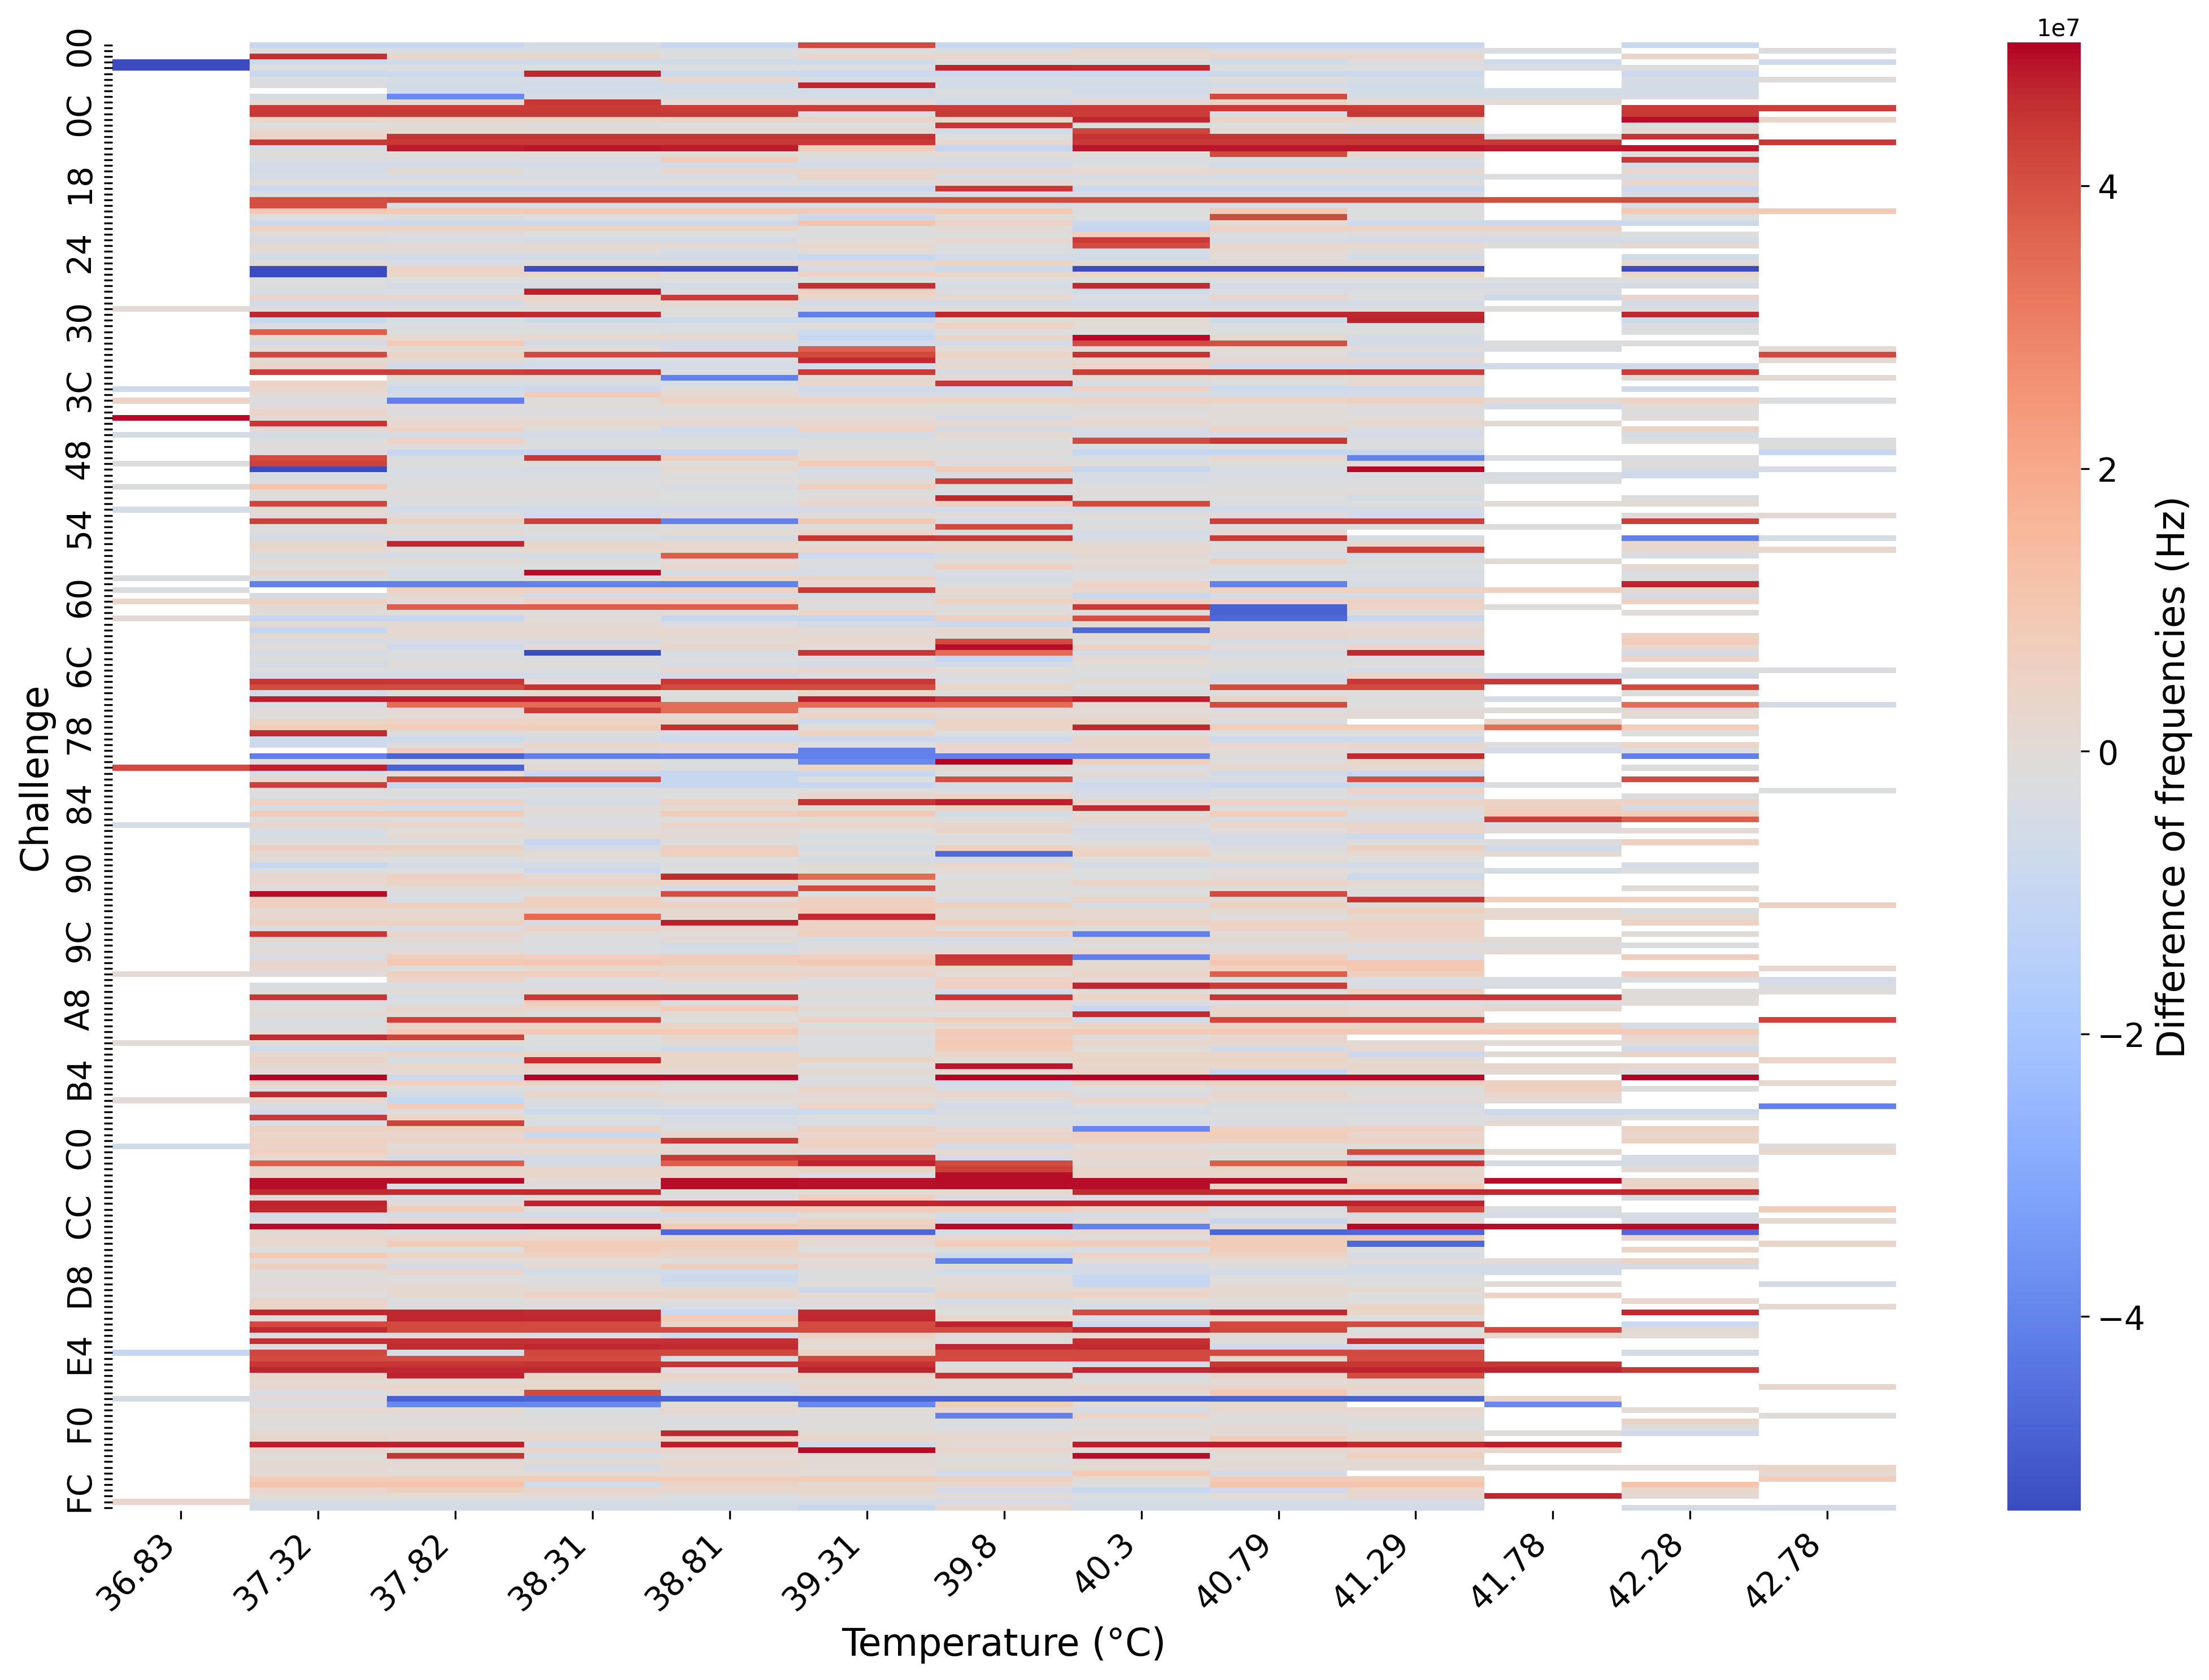 1e7
00
0C
18
24
30
3C
48
54
60
6C
78
84
90
9C
A8
B4
C0
CC
D8
E4
F0
FC
Challenge
36.83
37.32
37.82
38.31
38.81
39.31
39.8
40.3
40.79
41.29
41.78
42.28
42.78
Temperature (°C)
4
2
0
−2
−4
Difference of frequencies (Hz)